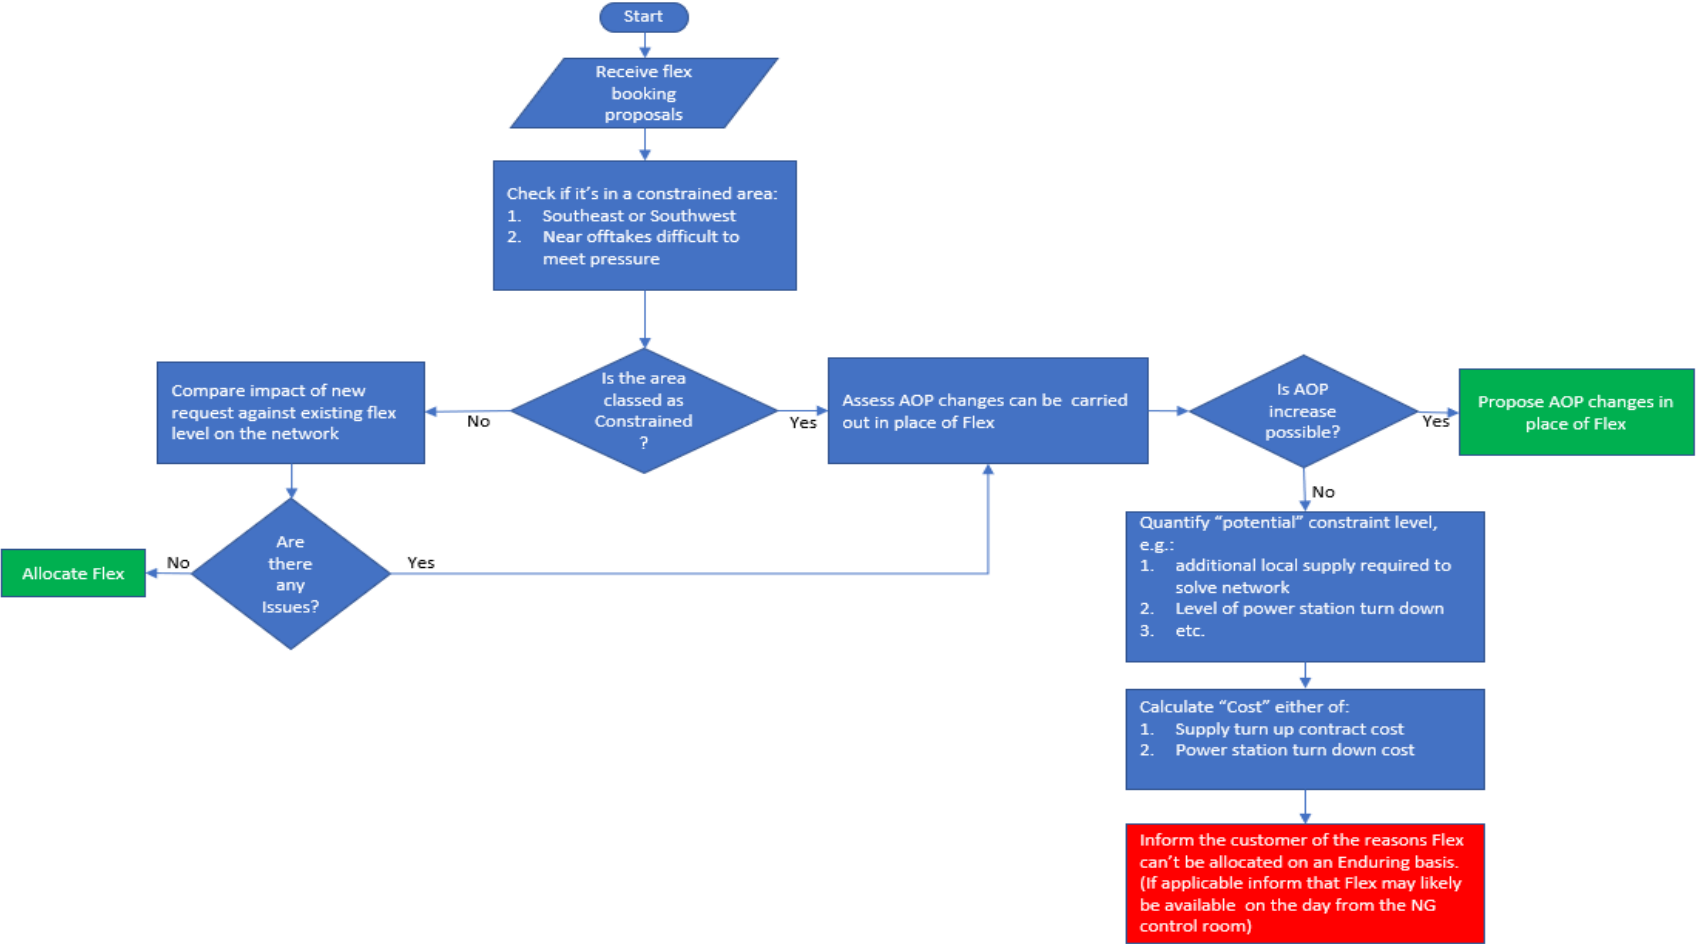 Start
Receive flex
booking
proposals
Check if it's in a constrained area:
1. Southeast or Southwest
2. Near offtakes difficult to
meet pressure
Is the area
classed as
Constrained
?
No
Yes
Compare impact of new
request against existing flex
level on the network
Are
there
any
Issues?
No
Yes
Allocate Flex
Assess AOP changes can be carried
out in place of Flex
Is AOP
increase
possible?
Yes
No
Propose AOP changes in
place of Flex
Quantify “potential” constraint level,
e.g.:
1. additional local supply required to
solve network
2. Level of power station turn down
3. etc.
Calculate “Cost” either of:
1. Supply turn up contract cost
2. Power station turn down cost
Inform the customer of the reasons Flex
can't be allocated on an Enduring basis.
(If applicable inform that Flex may likely
be available on the day from the NG
control room)